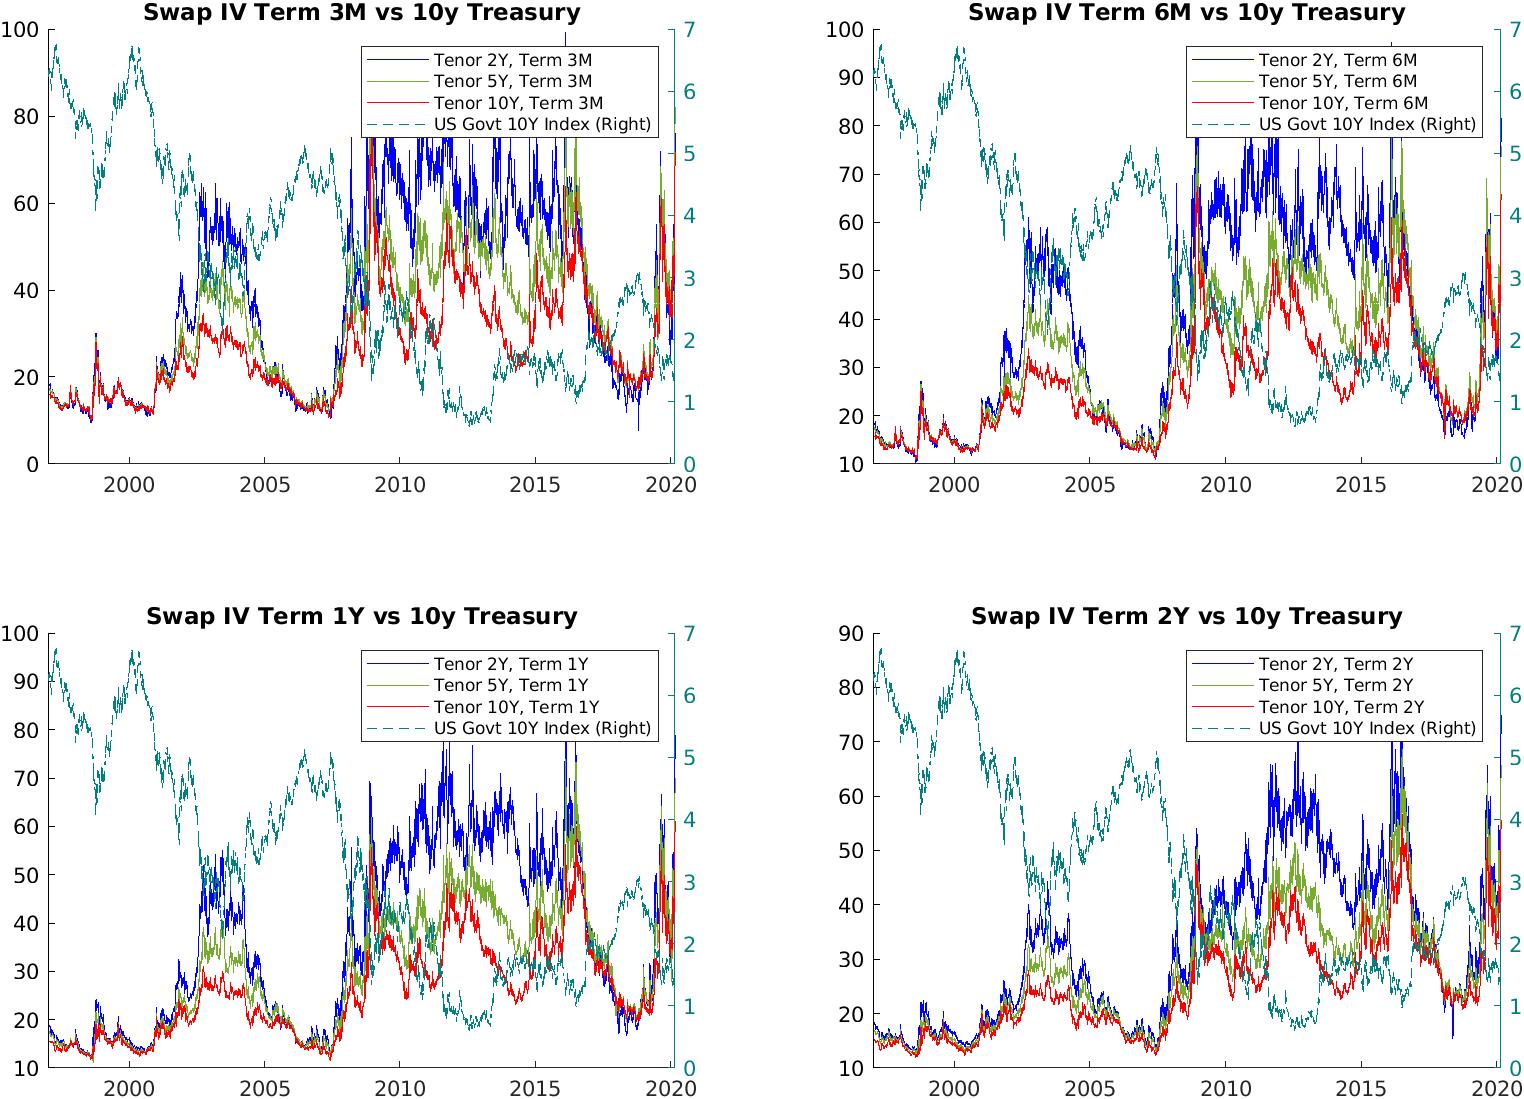 Swap IV Term 3M vs 10y Treasury
100
80
60
40
20
0
7
6
5
4
3
2
1
0
2000 2005 2010 2015 2020
Tenor 2Y, Term 3M
Tenor 5Y, Term 3M
Tenor 10Y, Term 3M
US Govt 10Y Index (Right)
Swap IV Term 6M vs 10y Treasury
100
90
80
70
60
50
40
30
20
10
7
6
5
4
3
2
1
0
2000 2005 2010 2015 2020
Tenor 2Y, Term 6M
Tenor 5Y, Term 6M
Tenor 10Y, Term 6M
US Govt 10Y Index (Right)
Swap IV Term 1Y vs 10y Treasury
100
90
80
70
60
50
40
30
20
10
7
6
5
4
3
2
1
0
2000 2005 2010 2015 2020
Tenor 2Y, Term 1Y
Tenor 5Y, Term 1Y
Tenor 10Y, Term 1Y
US Govt 10Y Index (Right)
Swap IV Term 2Y vs 10y Treasury
90
80
70
60
50
40
30
20
10
7
6
5
4
3
2
1
0
2000 2005 2010 2015 2020
Tenor 2Y, Term 2Y
Tenor 5Y, Term 2Y
Tenor 10Y, Term 2Y
US Govt 10Y Index (Right)